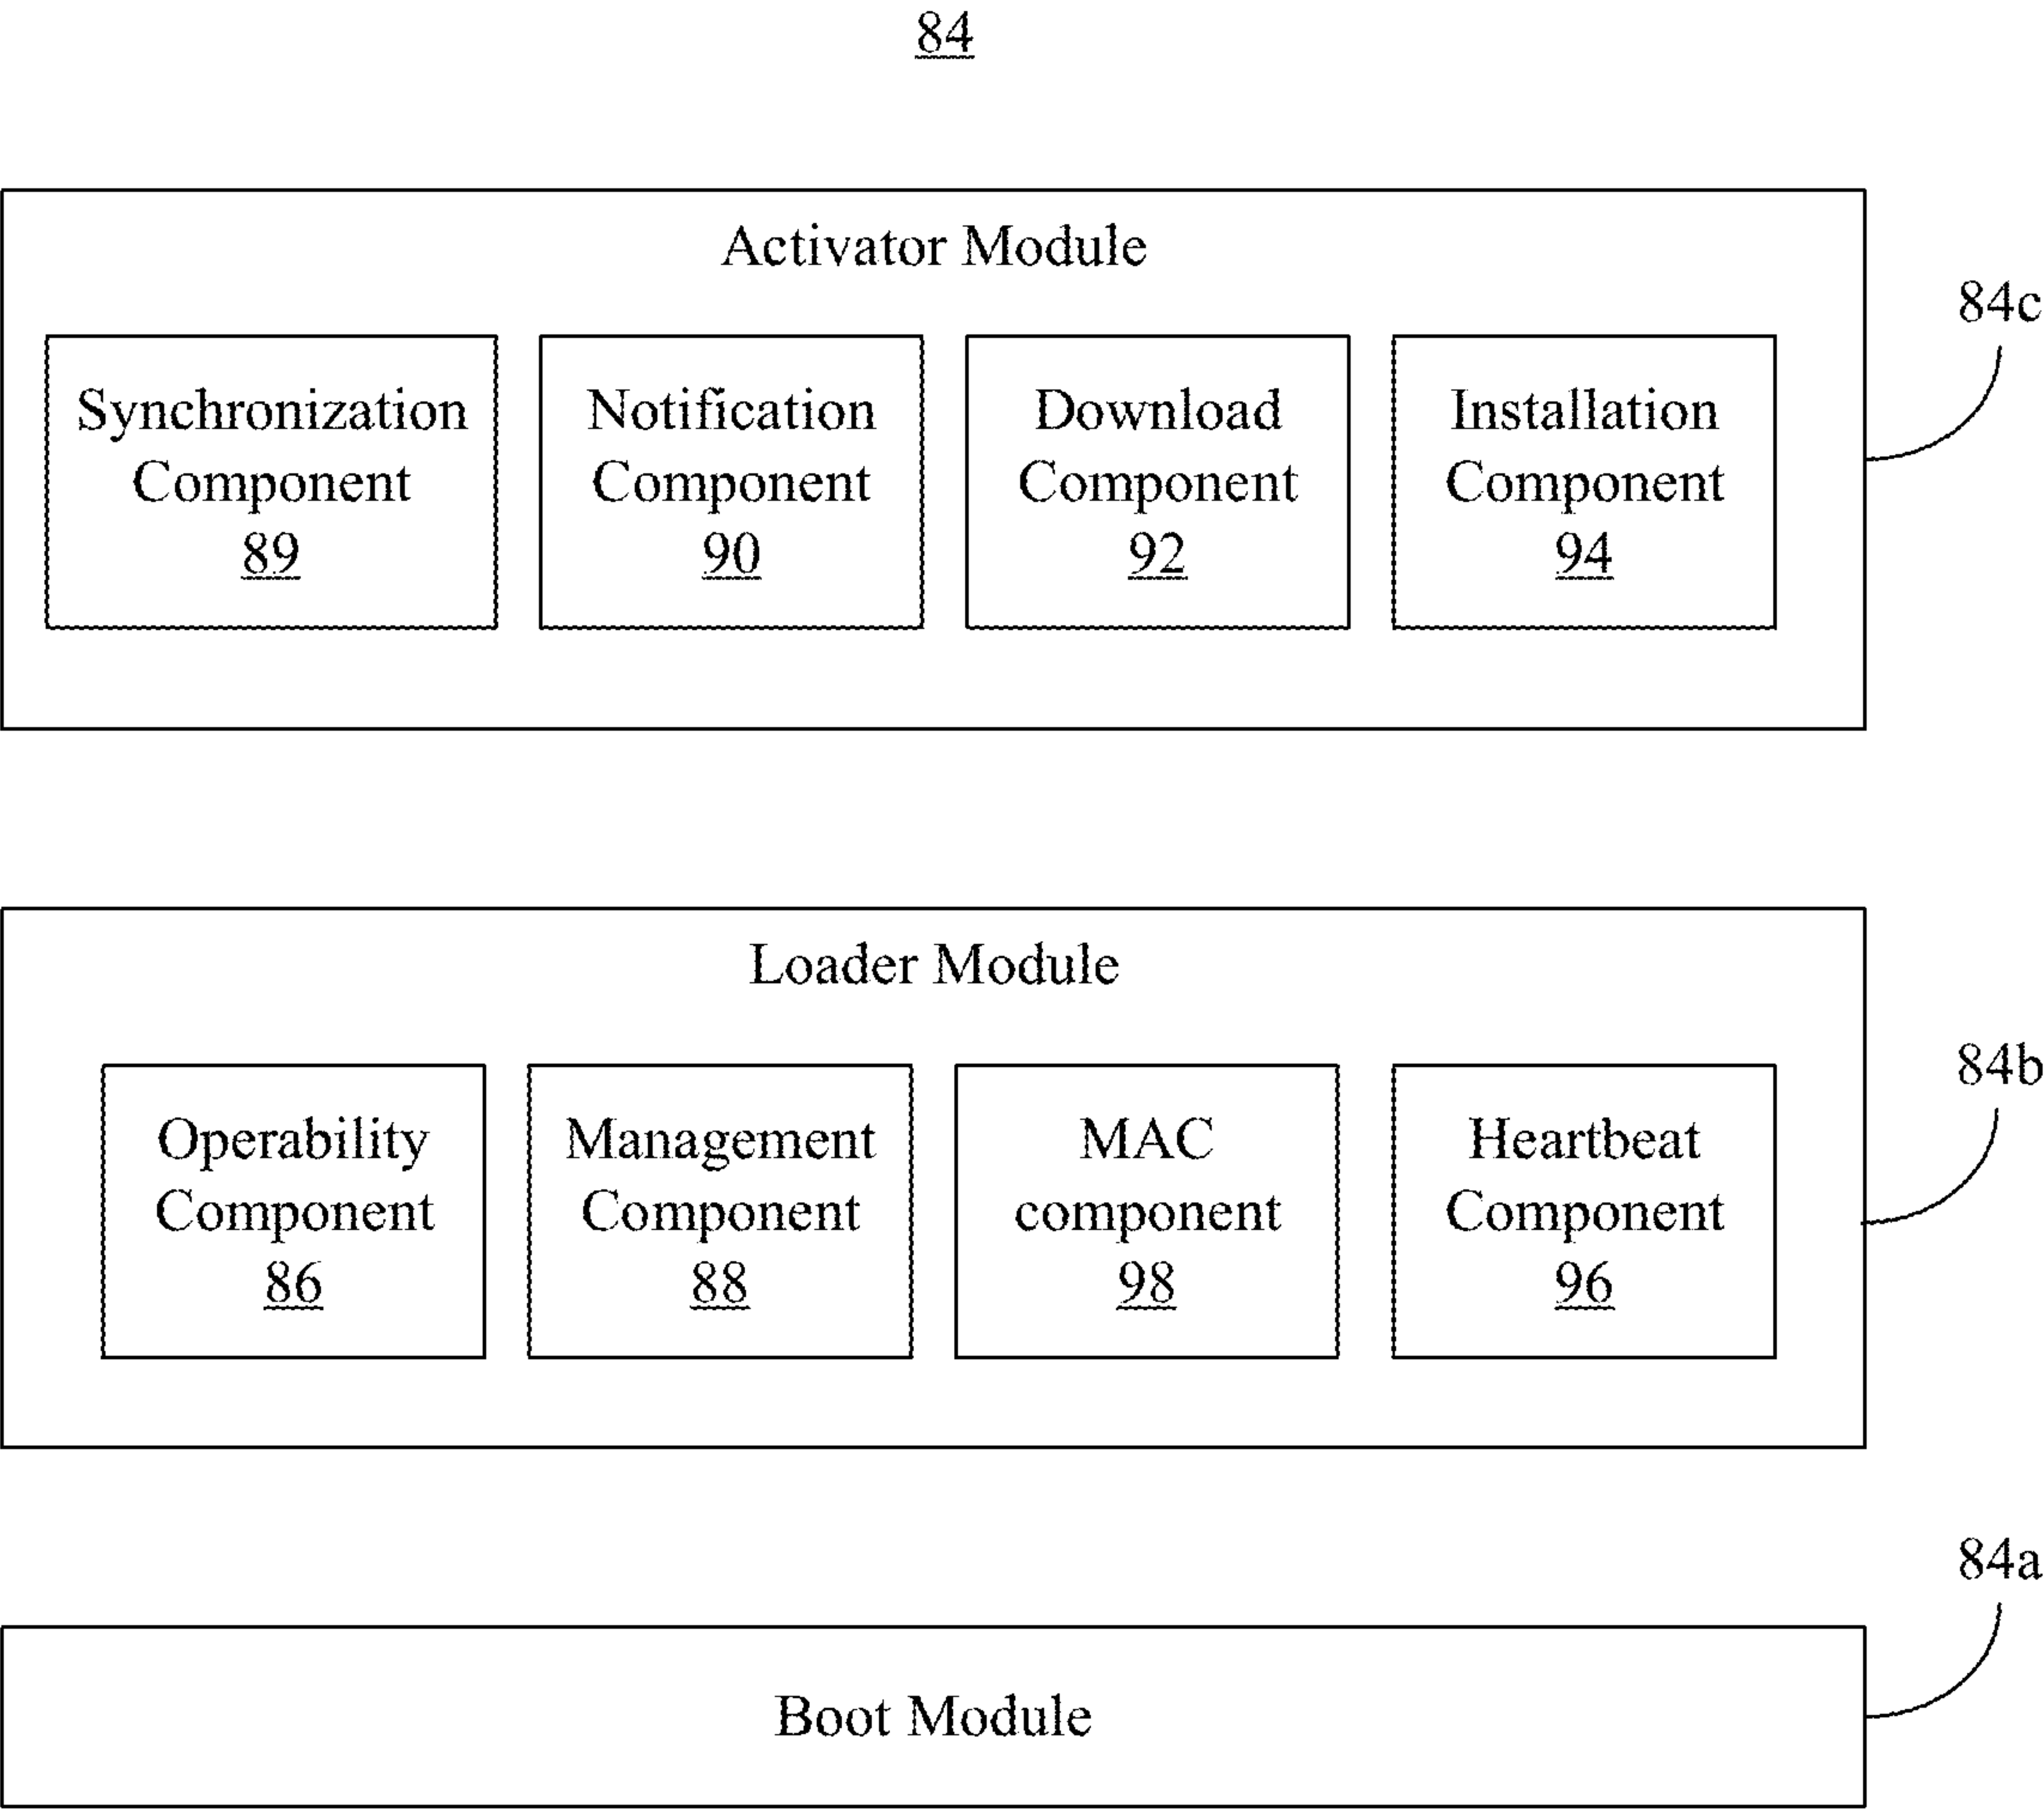 84
Activator Module
84c
Synchronization
Component
89
Notification
Component
90
Download
Component
92
Installation
Component
94
Loader Module
84b
Operability
Component
86
Management
Component
88
MAC
component
98
Heartbeat
Component
96
84a
Boot Module